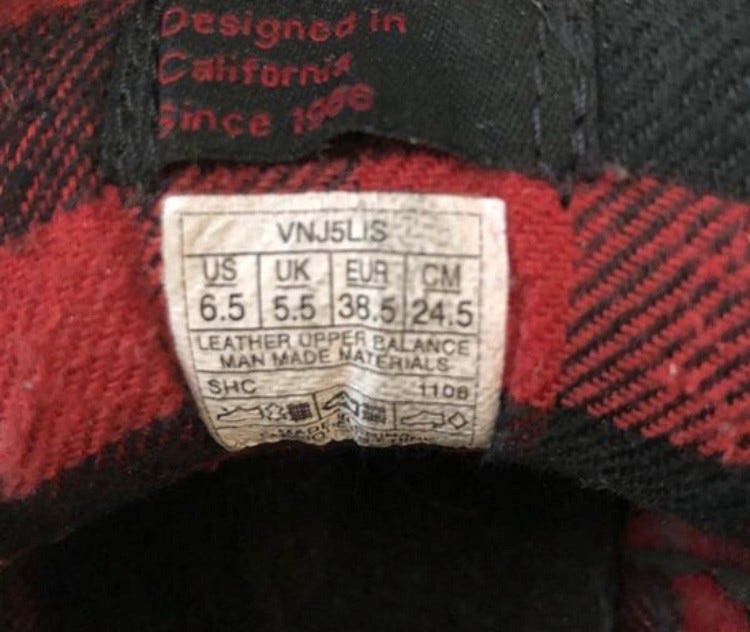 Designed in
California
Since 1966
VNJ5LIS
US UK EUR CM
6.5 5.5 38.5 24.5
LEATHER UPPER BALANCE
MAN MADE MATERIALS
SHC 1108
MADE